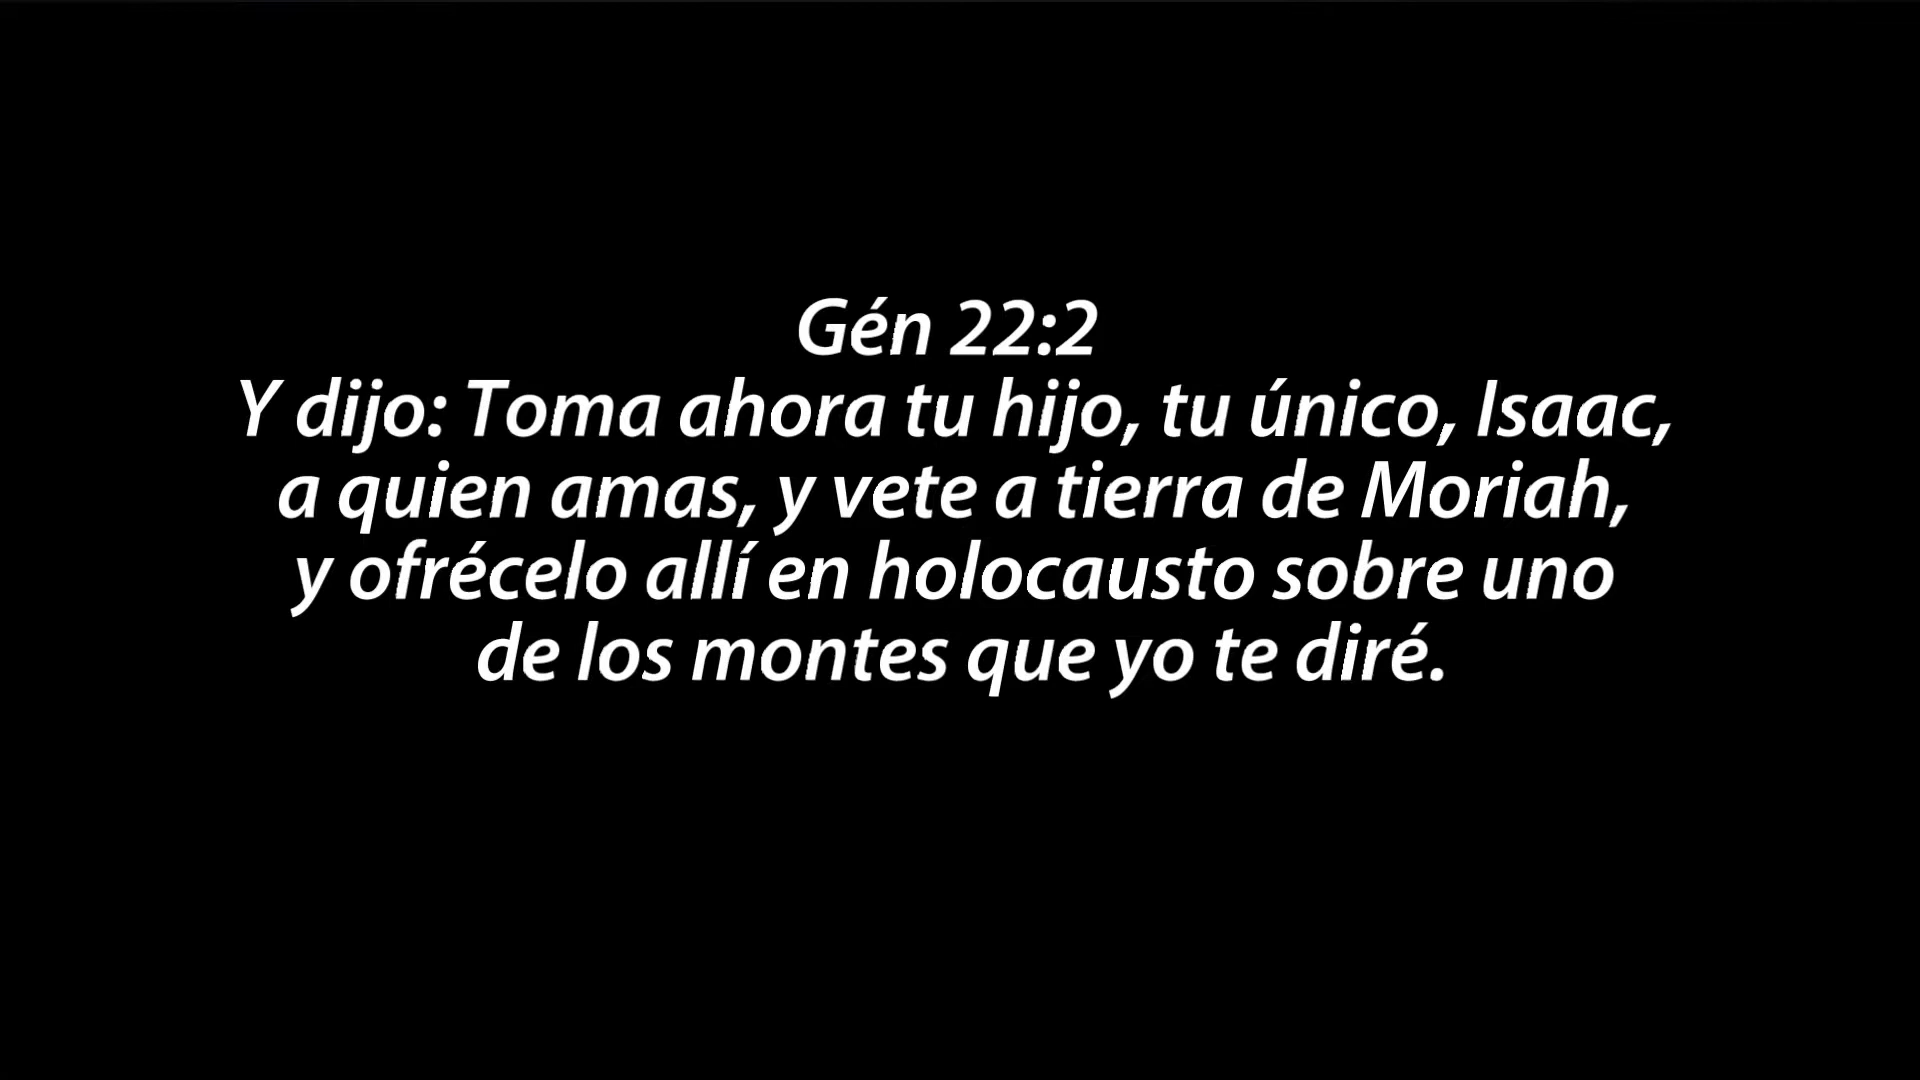 Gén 22:2
Y dijo: Toma ahora tu hijo, tu único, Isaac,
a quien amas, y vete a tierra de Moriah,
y ofrécelo allí en holocausto sobre uno
de los montes que yo te diré.